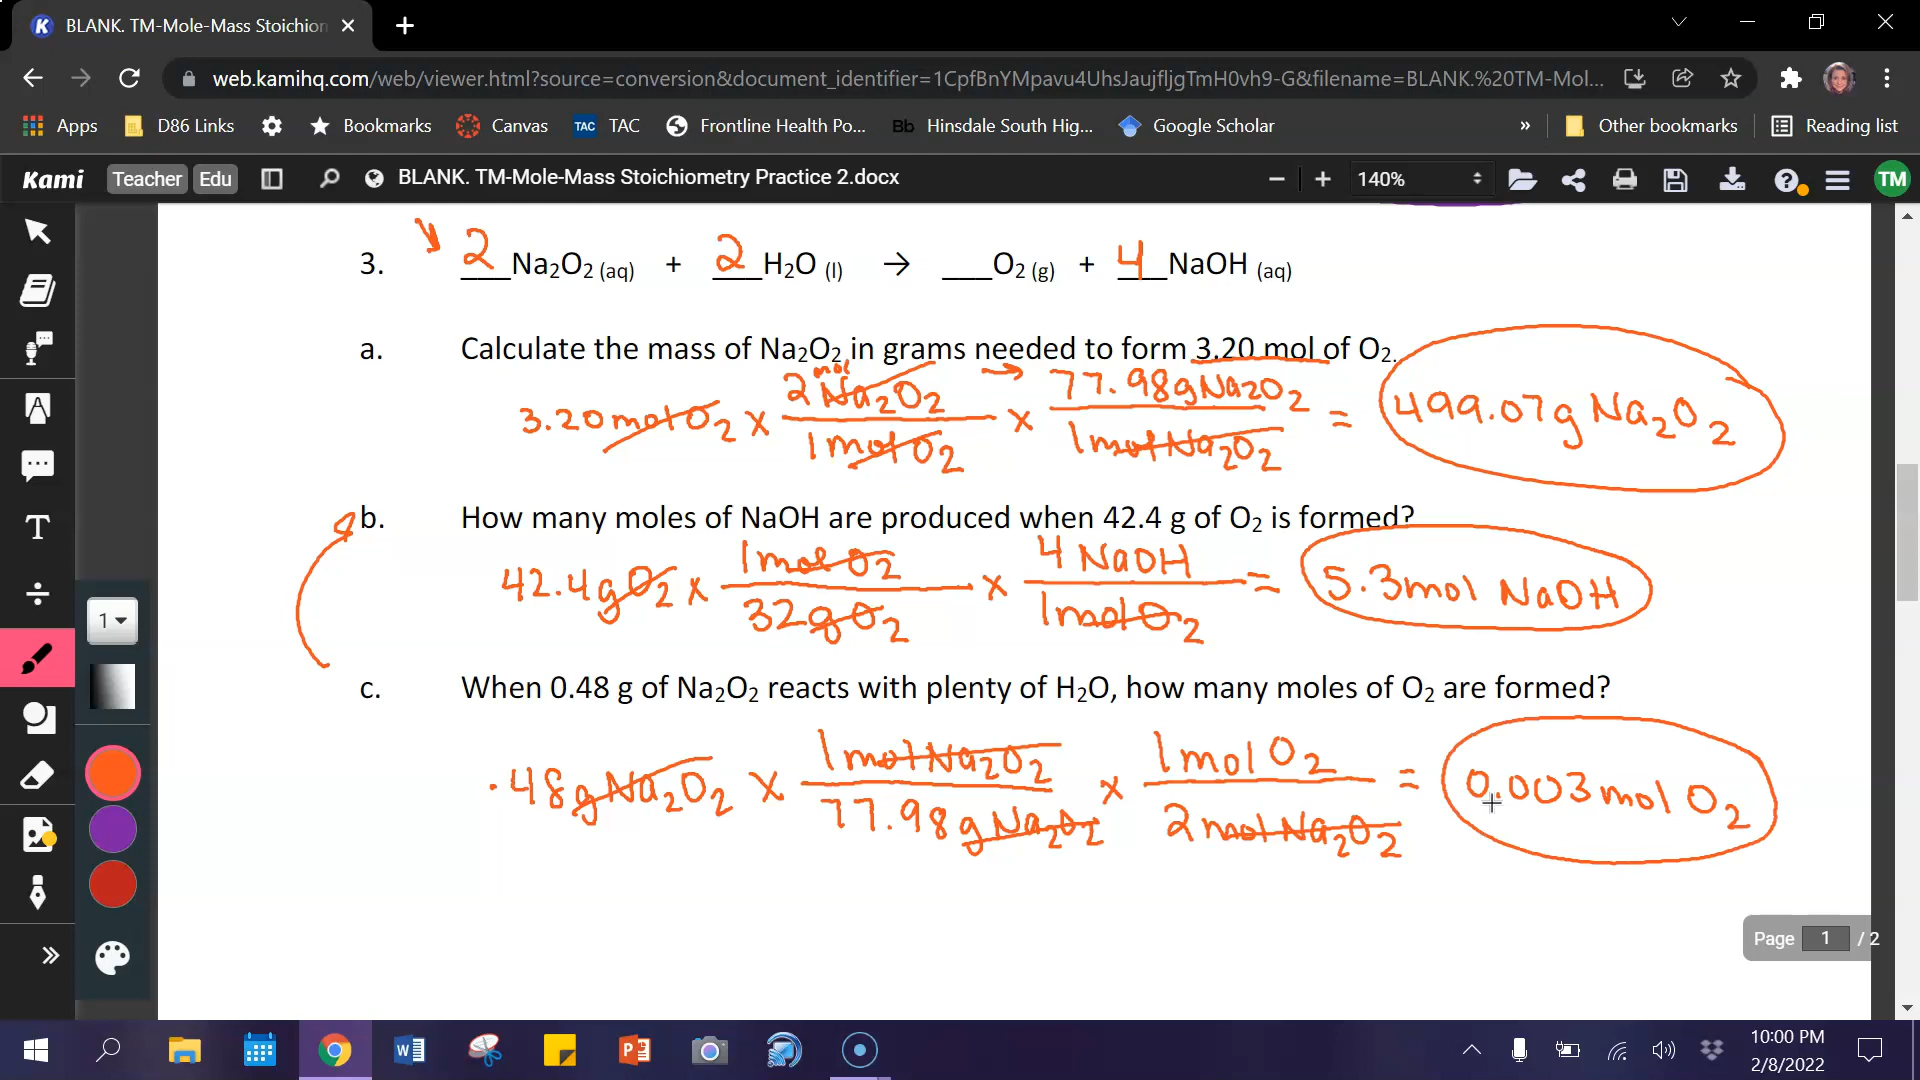 BLANK. TM-Mole-Mass Stoichion
web.kamihq.com/web/viewer.html?source=conversion&document_identifier=1CpfBnYMpavu4UhsJaujfljgTmH0vh9-G&filename=BLANK.%20TM-Mol...
Apps D86 Links Bookmarks Canvas TAC TAC Frontline Health Po... Bb Hinsdale South Hig... Google Scholar » Other bookmarks Reading list
Kami Teacher Edu BLANK. TM-Mole-Mass Stoichiometry Practice 2.docx 140% TM
3. 2 Na₂O₂ (aq) + 2 H₂O (l) → ___O₂ (g) + 4 NaOH (aq)
a. Calculate the mass of Na₂O₂ in grams needed to form 3.20 mol of O₂.
3.20 mol O₂ x 2 mol Na₂O₂ / 1 mol O₂ x 77.98g Na₂O₂ / 1 mol Na₂O₂ = 499.07g Na₂O₂
b. How many moles of NaOH are produced when 42.4 g of O₂ is formed?
42.4g O₂ x 1 mol O₂ / 32g O₂ x 4 NaOH / 1 mol O₂ = 5.3 mol NaOH
c. When 0.48 g of Na₂O₂ reacts with plenty of H₂O, how many moles of O₂ are formed?
.48g Na₂O₂ x 1 mol Na₂O₂ / 77.98g Na₂O₂ x 1 mol O₂ / 2 mol Na₂O₂ = 0.003 mol O₂
1
Page 1 / 2
10:00 PM
2/8/2022